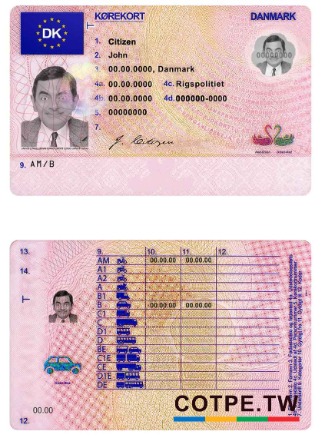 KØREKORT DANMARK
DK
1. Citizen
2. John
3. 00.00.0000, Danmark
4a. 00.00.0000 4c. Rigspolitiet
4b. 00.00.0000 4d. 000000-0000
5. 00000000
7.
J. Citizen
9. AM/B
13. 9. 10. 11. 12.
14.
AM 00.00.00 00.00.00
A1
A2
A
B1
B 00.00.00 00.00.00
C1
C
D1
D
BE
C1E
CE
D1E
DE
12. 00.00
COTPE.TW